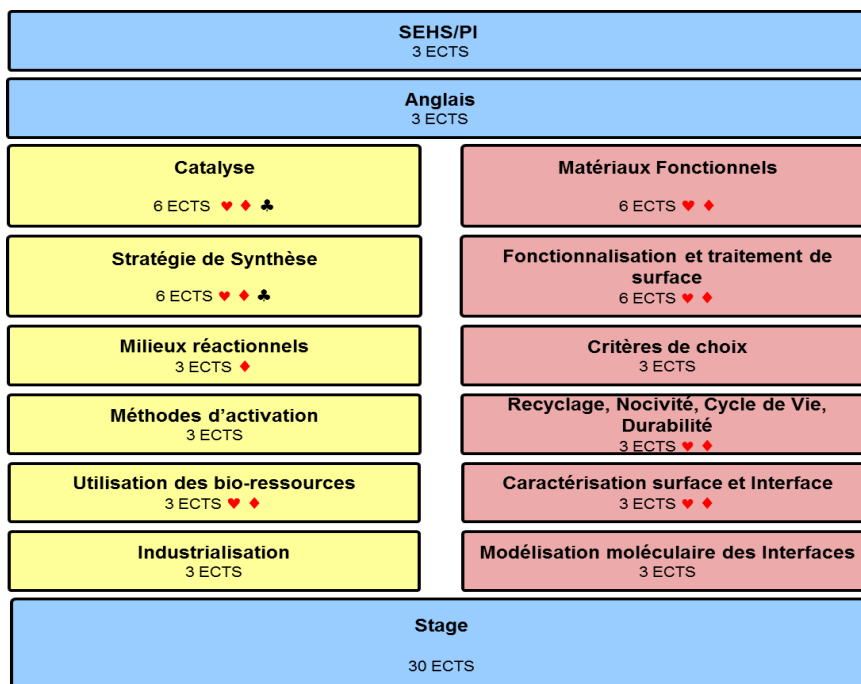 SEHS/PI
3 ECTS
Anglais
3 ECTS
Catalyse
6 ECTS ♥ ♦ ♣
Matériaux Fonctionnels
6 ECTS ♥ ♦
Stratégie de Synthèse
6 ECTS ♥ ♦ ♣
Fonctionnalisation et traitement de
surface
6 ECTS ♥ ♦
Milieux réactionnels
3 ECTS ♦
Critères de choix
3 ECTS
Méthodes d'activation
3 ECTS
Recyclage, Nocivité, Cycle de Vie,
Durabilité
3 ECTS ♥ ♦
Utilisation des bio-ressources
3 ECTS ♥ ♦
Caractérisation surface et Interface
3 ECTS ♥ ♦
Industrialisation
3 ECTS
Modélisation moléculaire des Interfaces
3 ECTS
Stage
30 ECTS